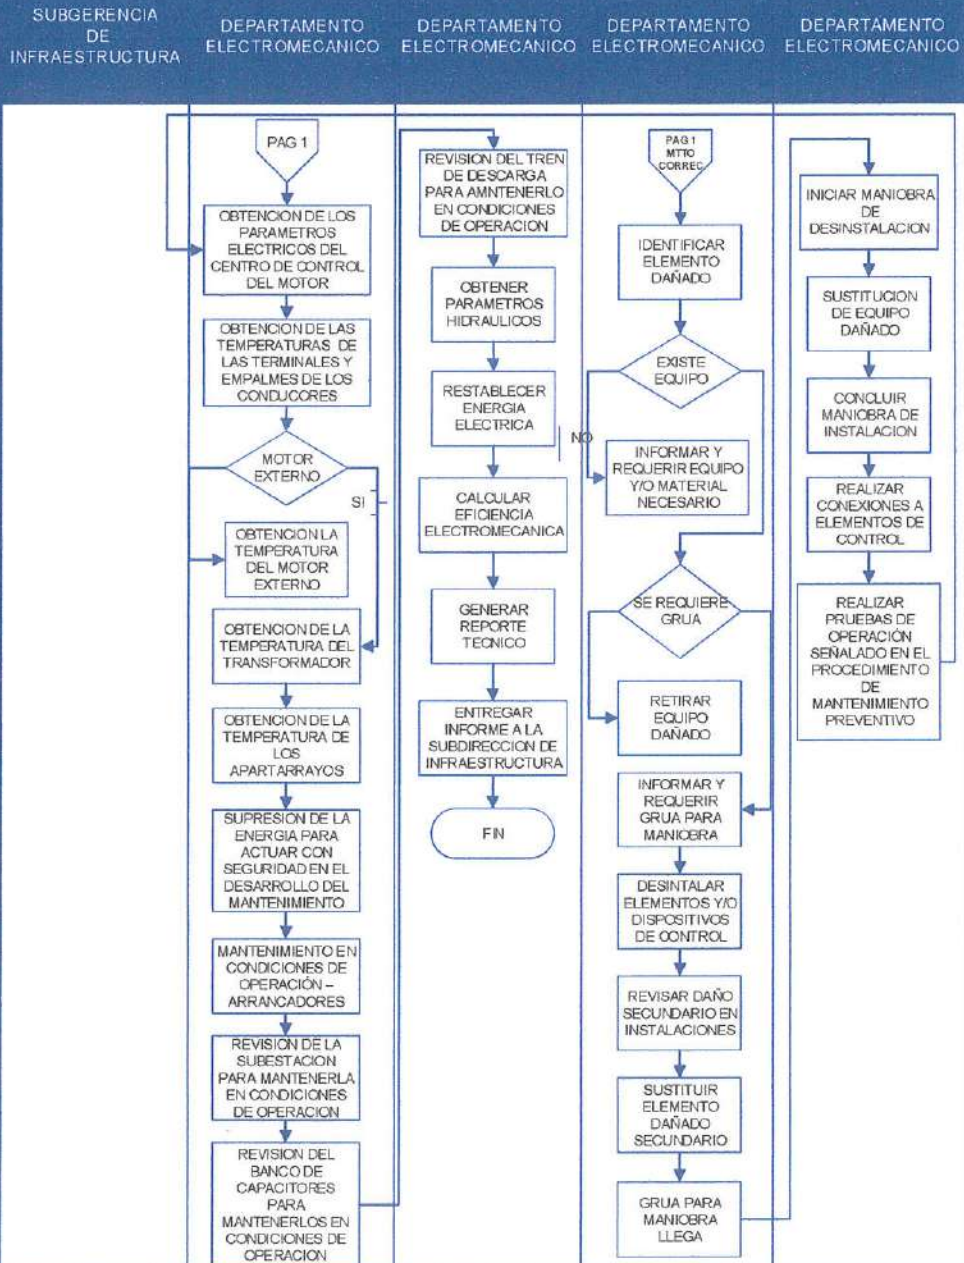 SUBGERENCIA
DE
INFRAESTRUCTURA
DEPARTAMENTO
ELECTROMECANICO
DEPARTAMENTO
ELECTROMECANICO
DEPARTAMENTO
ELECTROMECANICO
DEPARTAMENTO
ELECTROMECANICO
PAG 1
OBTENCION DE LOS
PARAMETROS
ELECTRICOS DEL
CENTRO DE CONTROL
DEL MOTOR
OBTENCION DE LAS
TEMPERATURAS DE
LAS TERMINALES Y
EMPALMES DE LOS
CONDUCORES
MOTOR
EXTERNO
SI
OBTENCION LA
TEMPERATURA
DEL MOTOR
EXTERNO
OBTENCION DE LA
TEMPERATURA DEL
TRANSFORMADOR
OBTENCION DE LA
TEMPERATURA DE
LOS
APARTARRAYOS
SUPRESION DE LA
ENERGIA PARA
ACTUAR CON
SEGURIDAD EN EL
DESARROLLO DEL
MANTENIMIENTO
MANTENIMIENTO EN
CONDICIONES DE
OPERACIÓN –
ARRANCADORES
REVISION DE LA
SUBESTACION
PARA MANTENERLA
EN CONDICIONES
DE OPERACION
REVISION DEL
BANCO DE
CAPACITORES
PARA
MANTENERLOS EN
CONDICIONES DE
OPERACION
REVISION DEL TREN
DE DESCARGA
PARA AMNTENERLO
EN CONDICIONES
DE OPERACION
OBTENER
PARAMETROS
HIDRAULICOS
RESTABLECER
ENERGIA
ELECTRICA
CALCULAR
EFICIENCIA
ELECTROMECANICA
GENERAR
REPORTE
TECNICO
ENTREGAR
INFORME A LA
SUBDIRECCION DE
INFRAESTRUCTURA
FIN
PAG 1
MTTO
CORREC.
IDENTIFICAR
ELEMENTO
DAÑADO
EXISTE
EQUIPO
NO
INFORMAR Y
REQUERIR EQUIPO
Y/O MATERIAL
NECESARIO
SE REQUIERE
GRUA
RETIRAR
EQUIPO
DAÑADO
INFORMAR Y
REQUERIR
GRUA PARA
MANIOBRA
DESINTALAR
ELEMENTOS Y/O
DISPOSITIVOS
DE CONTROL
REVISAR DAÑO
SECUNDARIO EN
INSTALACIONES
SUSTITUIR
ELEMENTO
DAÑADO
SECUNDARIO
GRUA PARA
MANIOBRA
LLEGA
INICIAR MANIOBRA
DE
DESINSTALACION
SUSTITUCION
DE EQUIPO
DAÑADO
CONCLUIR
MANIOBRA DE
INSTALACION
REALIZAR
CONEXIONES A
ELEMENTOS DE
CONTROL
REALIZAR
PRUEBAS DE
OPERACIÓN
SEÑALADO EN EL
PROCEDIMIENTO
DE
MANTENIMIENTO
PREVENTIVO